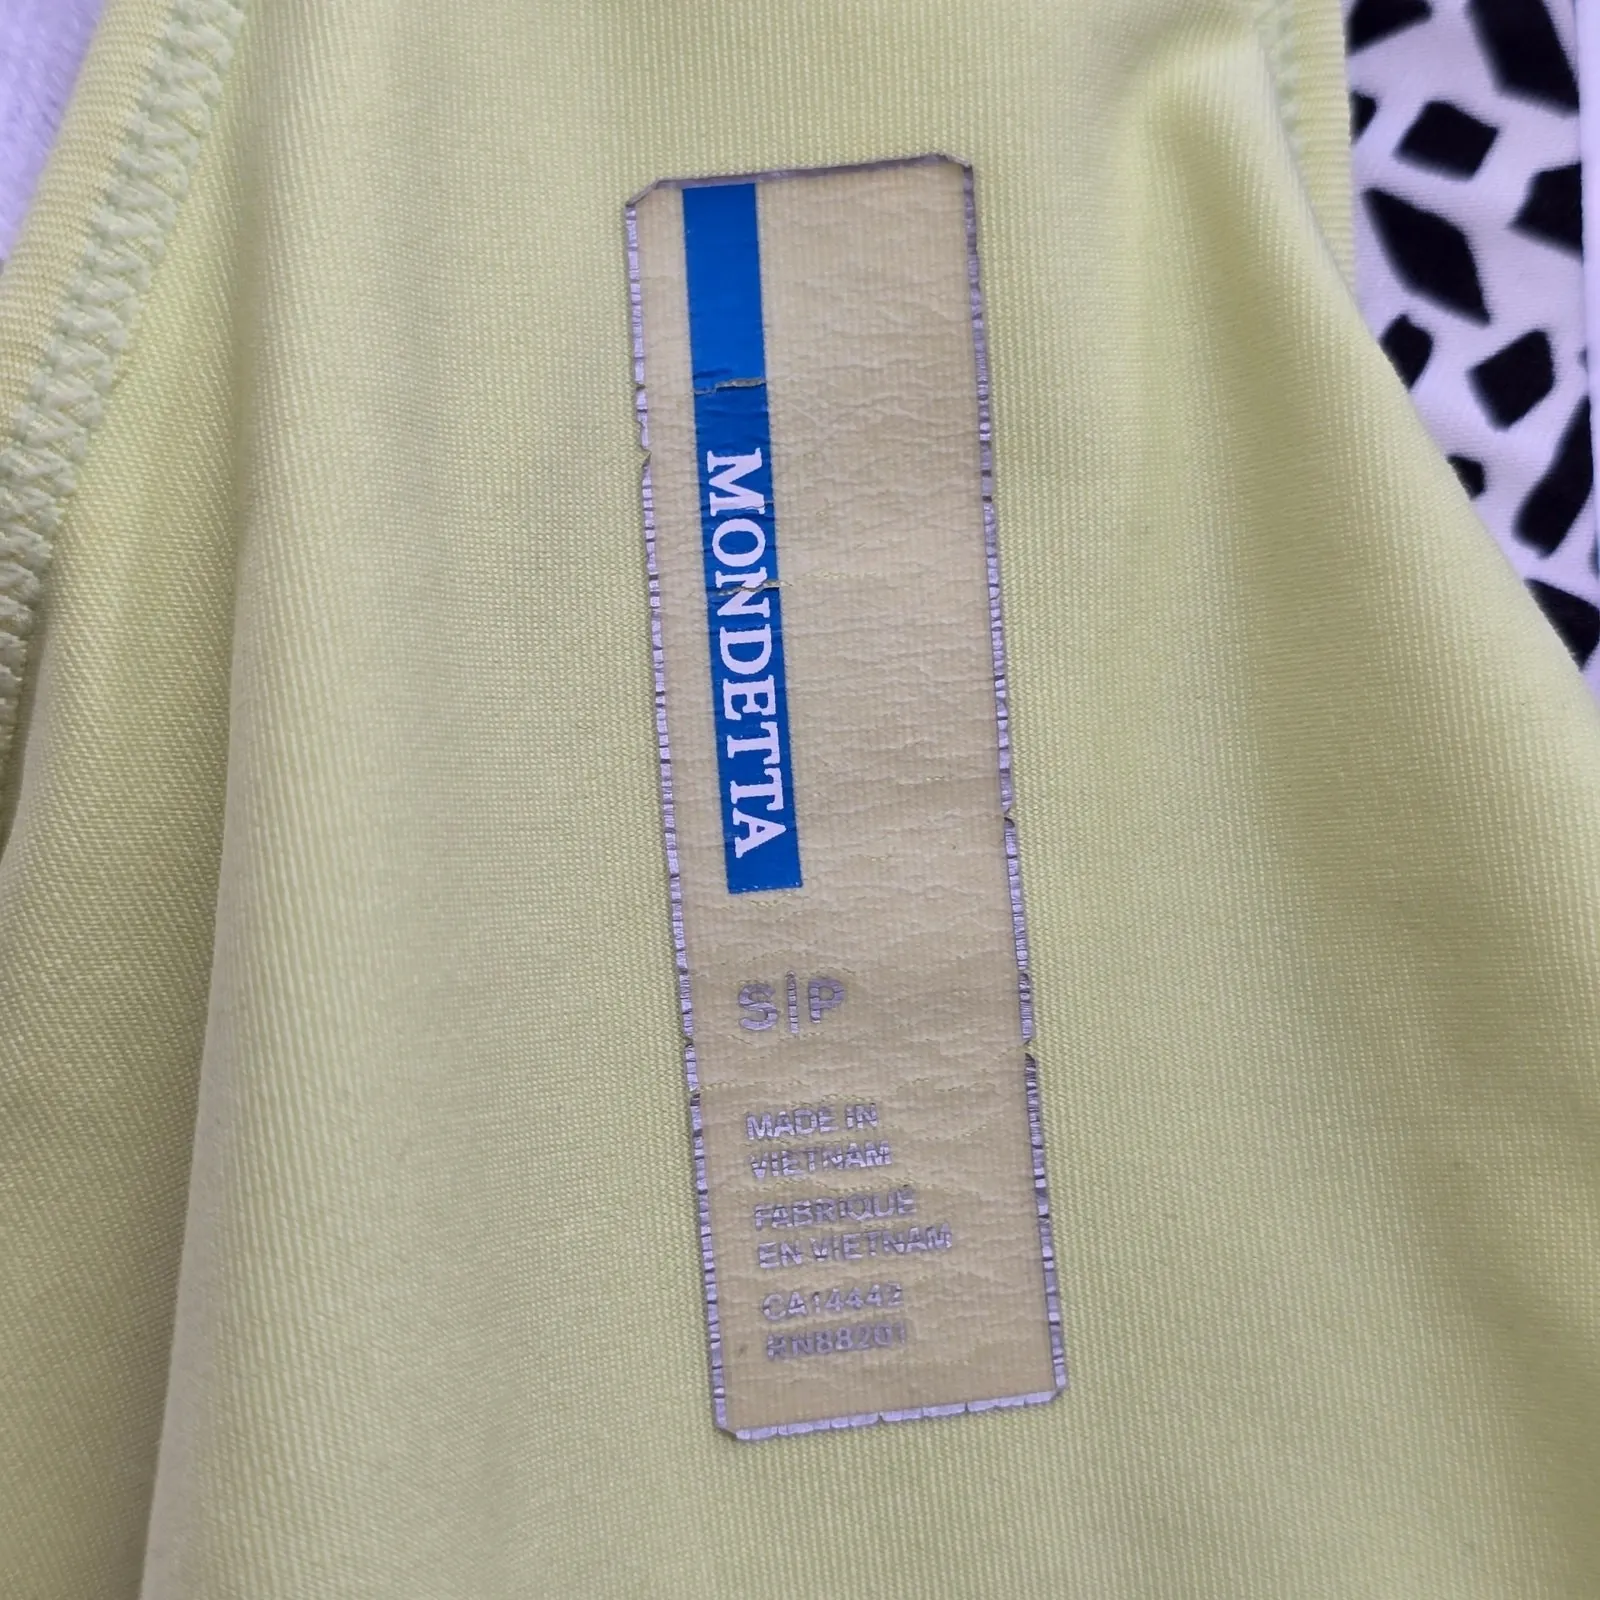 MONDETTA
S|P
MADE IN
VIETNAM
FABRIQUE
EN VIETNAM
CA14442
RN88201